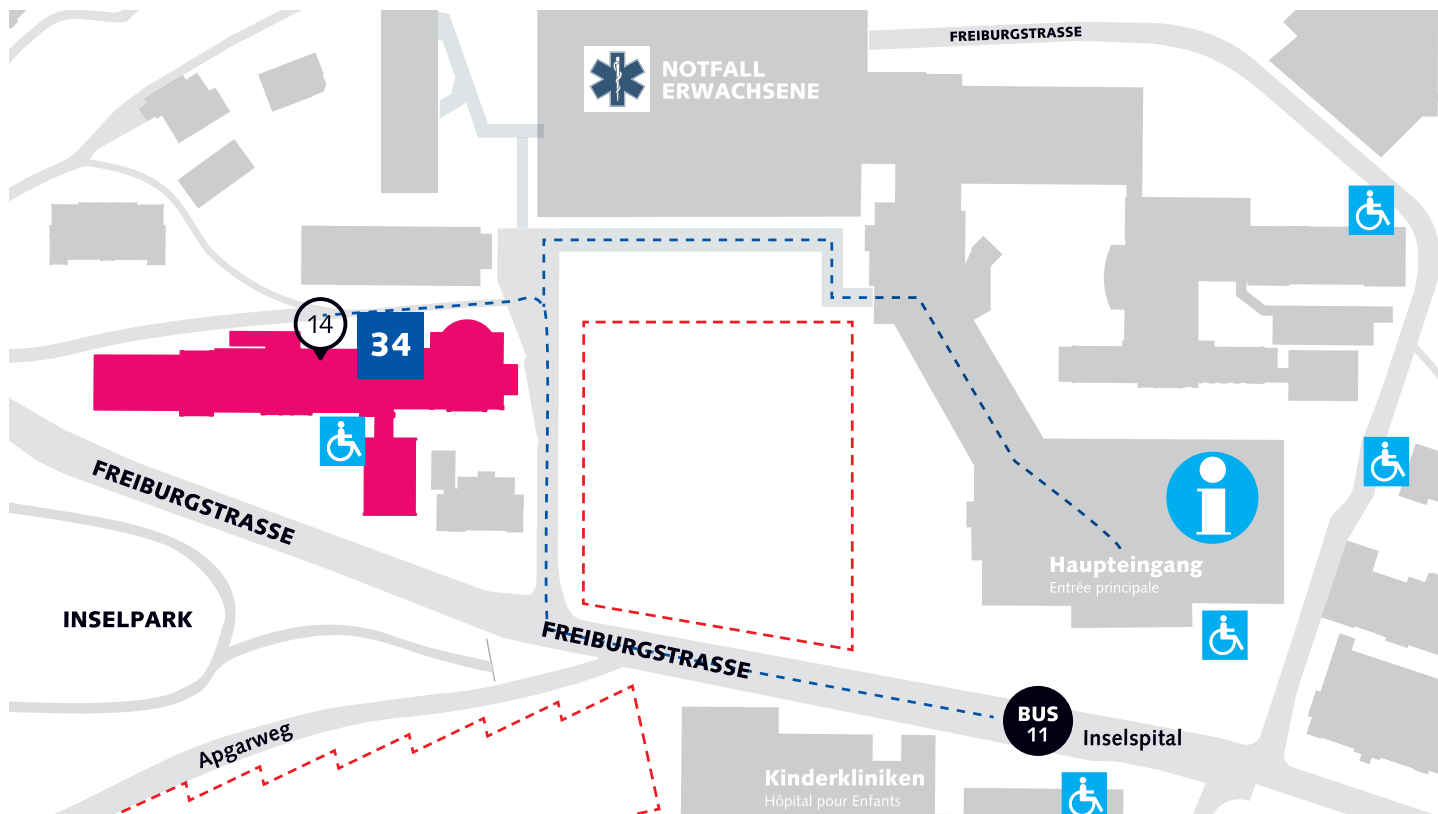 FREIBURGSTRASSE
NOTFALL
ERWACHSENE
14
34
FREIBURGSTRASSE
Haupteingang
Entrée principale
INSELPARK
FREIBURGSTRASSE
BUS
11
Inselspital
Apgarweg
Kinderkliniken
Hôpital pour Enfants